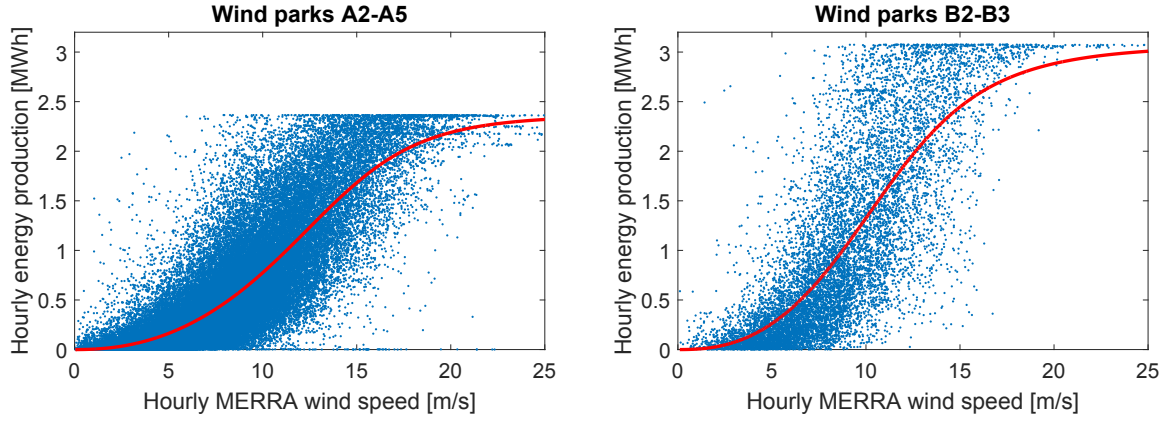 Wind parks A2-A5
Hourly energy production [MWh]
3
2.5
2
1.5
1
0.5
0
0 5 10 15 20 25
Hourly MERRA wind speed [m/s]
Wind parks B2-B3
Hourly energy production [MWh]
3
2.5
2
1.5
1
0.5
0
0 5 10 15 20 25
Hourly MERRA wind speed [m/s]